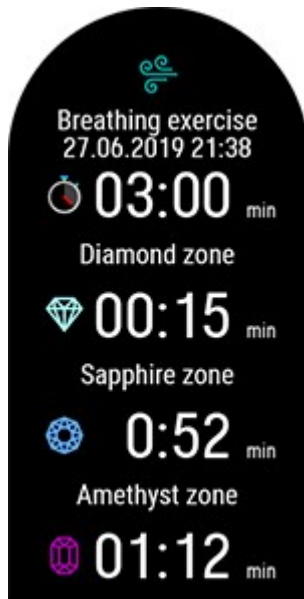 Breathing exercise
27.06.2019 21:38
03:00 min
Diamond zone
00:15 min
Sapphire zone
0:52 min
Amethyst zone
01:12 min